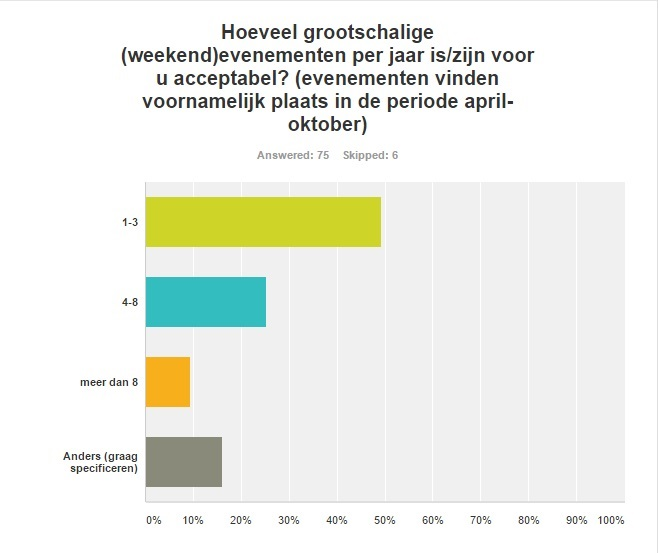 Hoeveel grootschalige
(weekend)evenementen per jaar is/zijn voor
u acceptabel? (evenementen vinden
voornamelijk plaats in de periode april-
oktober)
Answered: 75 Skipped: 6
1-3
4-8
meer dan 8
Anders (graag
specificeren)
0% 10% 20% 30% 40% 50% 60% 70% 80% 90% 100%